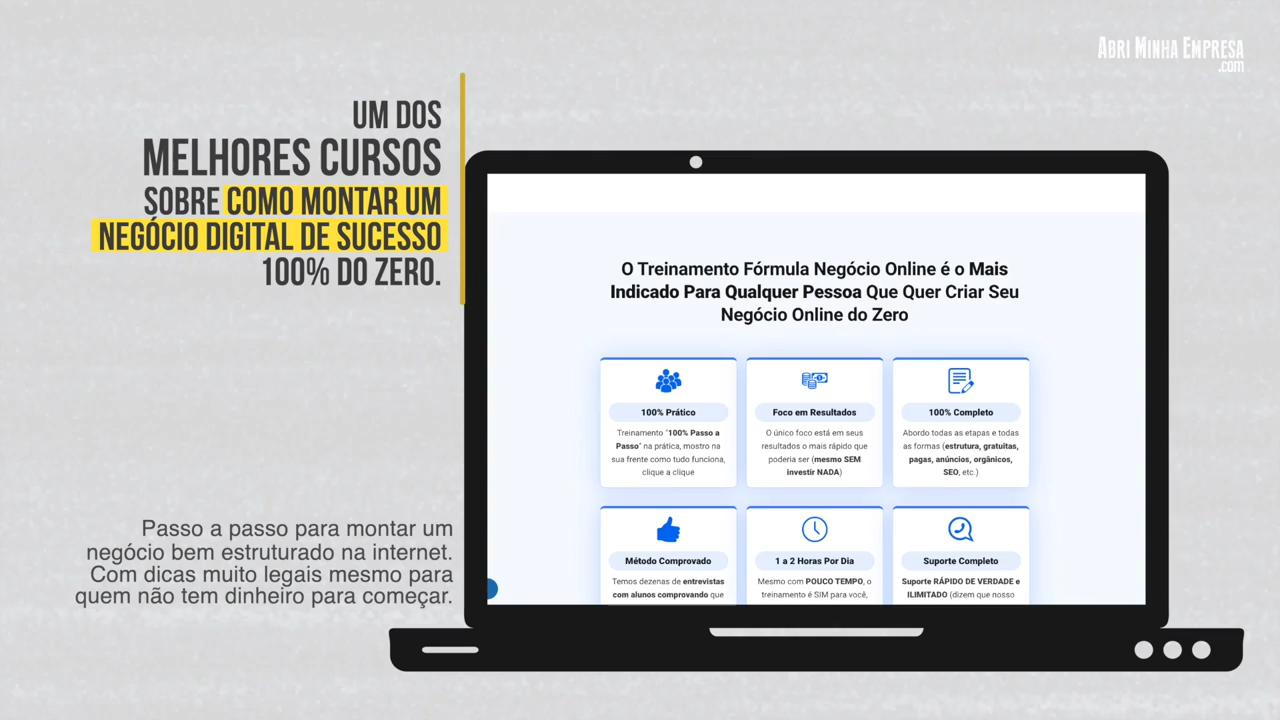 ABRI MINHA EMPRESA
.com
UM DOS
MELHORES CURSOS
SOBRE COMO MONTAR UM
NEGÓCIO DIGITAL DE SUCESSO
100% DO ZERO.
Passo a passo para montar um
negócio bem estruturado na internet.
Com dicas muito legais mesmo para
quem não tem dinheiro para começar.
O Treinamento Fórmula Negócio Online é o Mais
Indicado Para Qualquer Pessoa Que Quer Criar Seu
Negócio Online do Zero
100% Prático
Treinamento "100% Passo a
Passo" na prática, mostro na
sua frente como tudo funciona,
clique a clique
Foco em Resultados
O único foco está em seus
resultados o mais rápido que
poderia ser (mesmo SEM
investir NADA)
100% Completo
Abordo todas as etapas e todas
as formas (estrutura, gratuitas,
pagas, anúncios, orgânicos,
SEO, etc.)
Método Comprovado
Temos dezenas de entrevistas
com alunos comprovando que
1 a 2 Horas Por Dia
Mesmo com POUCO TEMPO, o
treinamento é SIM para você,
Suporte Completo
Suporte RÁPIDO DE VERDADE e
ILIMITADO (dizem que nosso